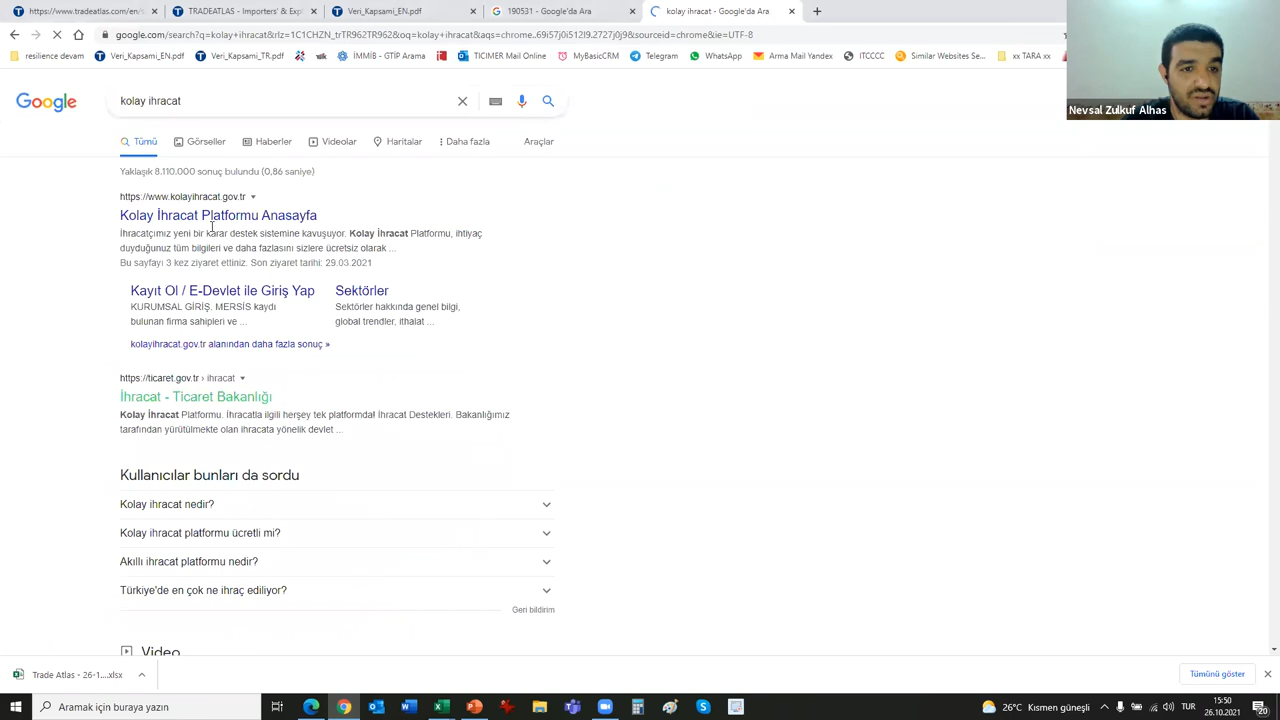 https://www.tradeatlas.com/en/s
TRADEATLAS - Importers' & Exp
Veri_Kapsami_EN.pdf
190531 - Google'da Ara
kolay ihracat - Google'da Ara
google.com/search?q=kolay+ihracat&rlz=1C1CHZN_trTR962TR962&oq=kolay+ihracat&aqs=chrome..69i57j0i512l9.2727j0j9&sourceid=chrome&ie=UTF-8
resilience devam
Veri_Kapsami_EN.pdf
Veri_Kapsami_TR.pdf
İMMİB - GTİP Arama
TICIMER Mail Online
MyBasicCRM
Telegram
WhatsApp
Arma Mail Yandex
ITCCCC
Similar Websites Se...
xx TARA xx
Nevsal Zulkuf Alhas
Google
kolay ihracat
Tümü
Görseller
Haberler
Videolar
Haritalar
Daha fazla
Araçlar
Yaklaşık 8.110.000 sonuç bulundu (0,86 saniye)
https://www.kolayihracat.gov.tr
Kolay İhracat Platformu Anasayfa
İhracatçımız yeni bir karar destek sistemine kavuşuyor. Kolay İhracat Platformu, ihtiyaç
duyduğunuz tüm bilgileri ve daha fazlasını sizlere ücretsiz olarak ...
Bu sayfayı 3 kez ziyaret ettiniz. Son ziyaret tarihi: 29.03.2021
Kayıt Ol / E-Devlet ile Giriş Yap
KURUMSAL GİRİŞ. MERSİS kaydı
bulunan firma sahipleri ve ...
Sektörler
Sektörler hakkında genel bilgi,
global trendler, ithalat ...
kolayihracat.gov.tr alanından daha fazla sonuç »
https://ticaret.gov.tr › ihracat
İhracat - Ticaret Bakanlığı
Kolay İhracat Platformu. İhracatla ilgili herşey tek platformda! İhracat Destekleri. Bakanlığımız
tarafından yürütülmekte olan ihracata yönelik devlet ...
Kullanıcılar bunları da sordu
Kolay ihracat nedir?
Kolay ihracat platformu ücretli mi?
Akıllı ihracat platformu nedir?
Türkiye'de en çok ne ihraç ediliyor?
Geri bildirim
Video
Trade Atlas - 26-1....xlsx
Tümünü göster
Aramak için buraya yazın
26°C Kısmen güneşli
TUR
15:50
26.10.2021
20